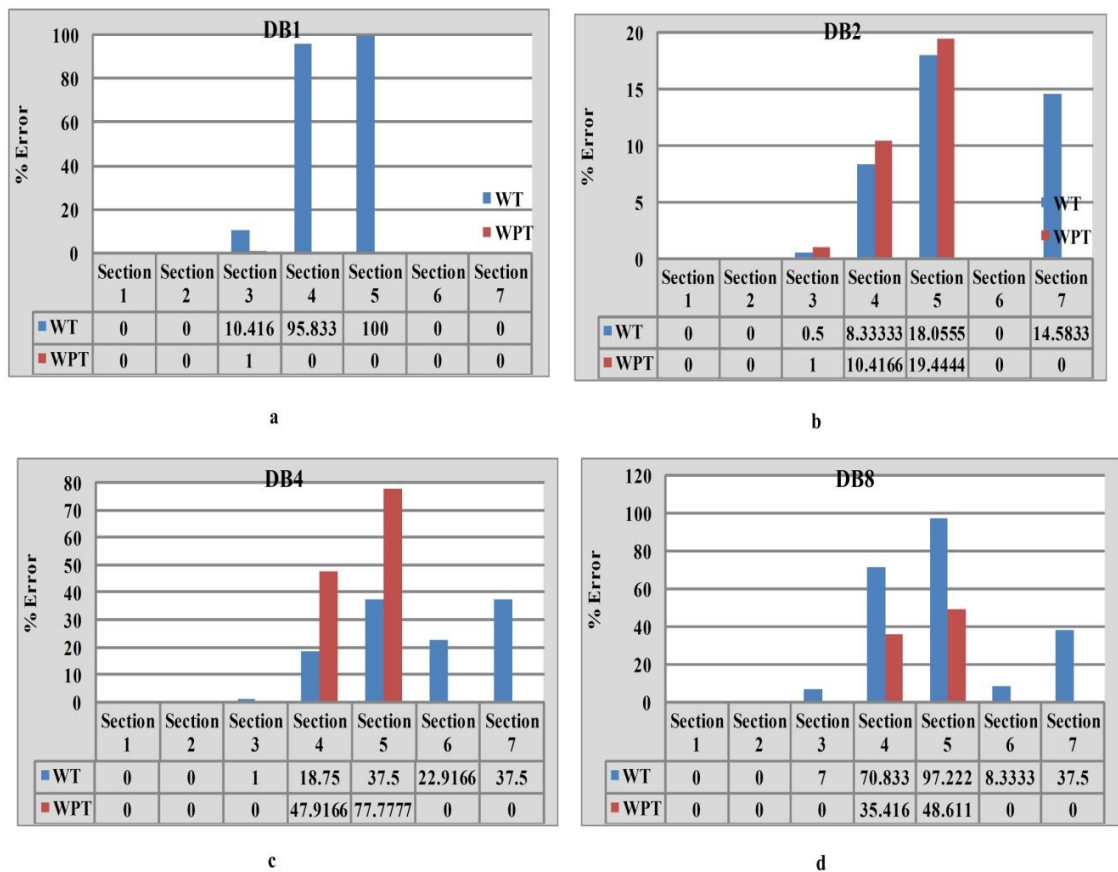 DB1
% Error
100
80
60
40
20
0
WT
WPT
Section 1 Section 2 Section 3 Section 4 Section 5 Section 6 Section 7
WT 0 0 10.416 95.833 100 0 0
WPT 0 0 1 0 0 0 0
a
DB2
% Error
20
15
10
5
0
WT
WPT
Section 1 Section 2 Section 3 Section 4 Section 5 Section 6 Section 7
WT 0 0 0.5 8.33333 18.0555 0 14.5833
WPT 0 0 1 10.4166 19.4444 0 0
b
DB4
% Error
80
70
60
50
40
30
20
10
0
Section 1 Section 2 Section 3 Section 4 Section 5 Section 6 Section 7
WT 0 0 1 18.75 37.5 22.9166 37.5
WPT 0 0 0 47.9166 77.7777 0 0
c
DB8
% Error
120
100
80
60
40
20
0
Section 1 Section 2 Section 3 Section 4 Section 5 Section 6 Section 7
WT 0 0 7 70.833 97.222 8.3333 37.5
WPT 0 0 0 35.416 48.611 0 0
d